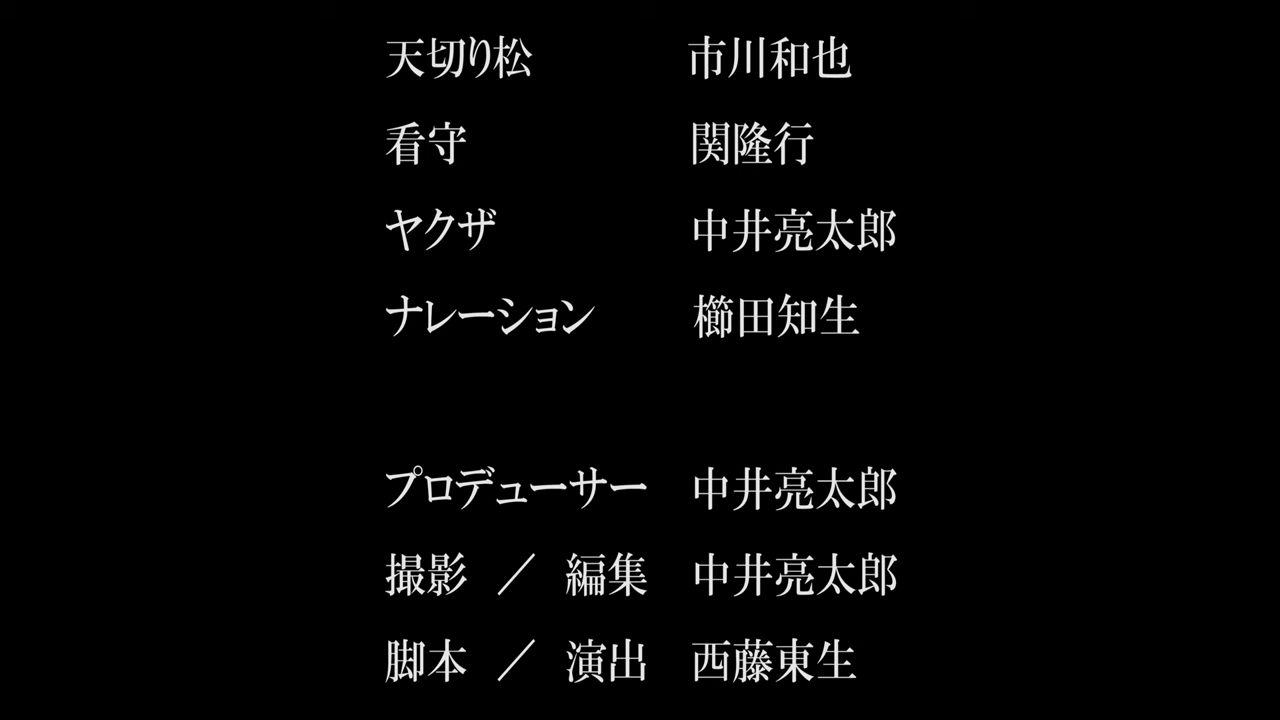 天切り松 市川和也
看守 関隆行
ヤクザ 中井亮太郎
ナレーション 櫛田知生
プロデューサー 中井亮太郎
撮影 ／ 編集 中井亮太郎
脚本 ／ 演出 西藤東生